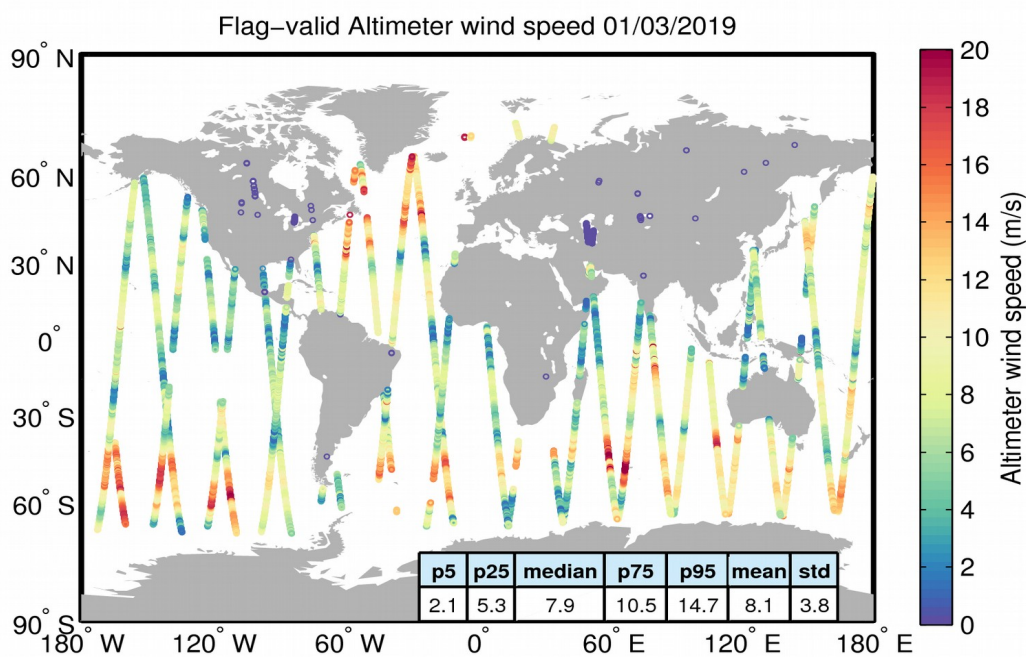 Flag−valid Altimeter wind speed 01/03/2019
90° N
60° N
30° N
0°
30° S
60° S
90° S
180° W
120° W
60° W
0°
60° E
120° E
180° E
p5 p25 median p75 p95 mean std
2.1 5.3 7.9 10.5 14.7 8.1 3.8
20
18
16
14
12
10
8
6
4
2
0
Altimeter wind speed (m/s)